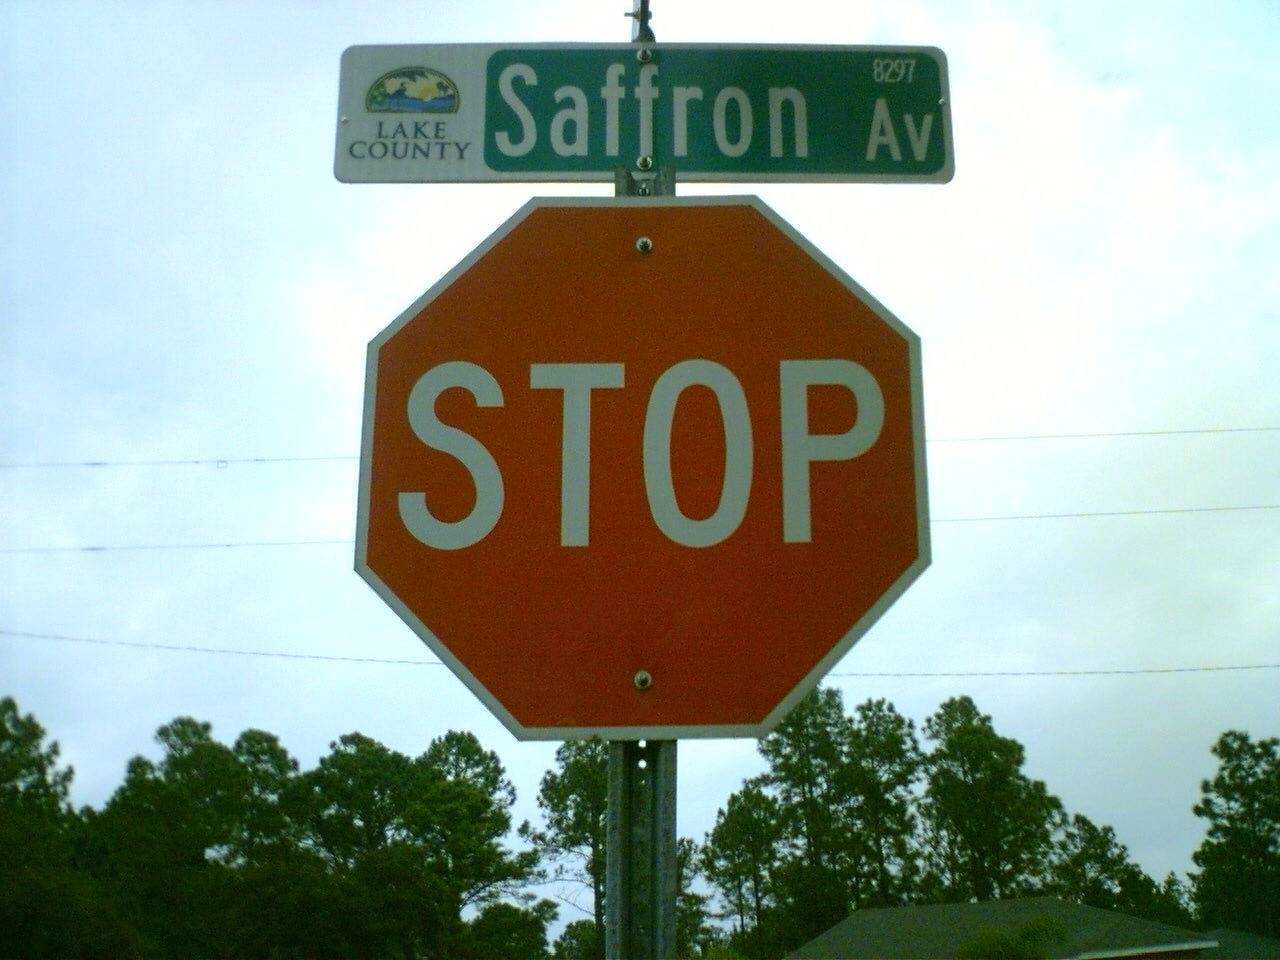 8297
LAKE COUNTY Saffron Av
STOP